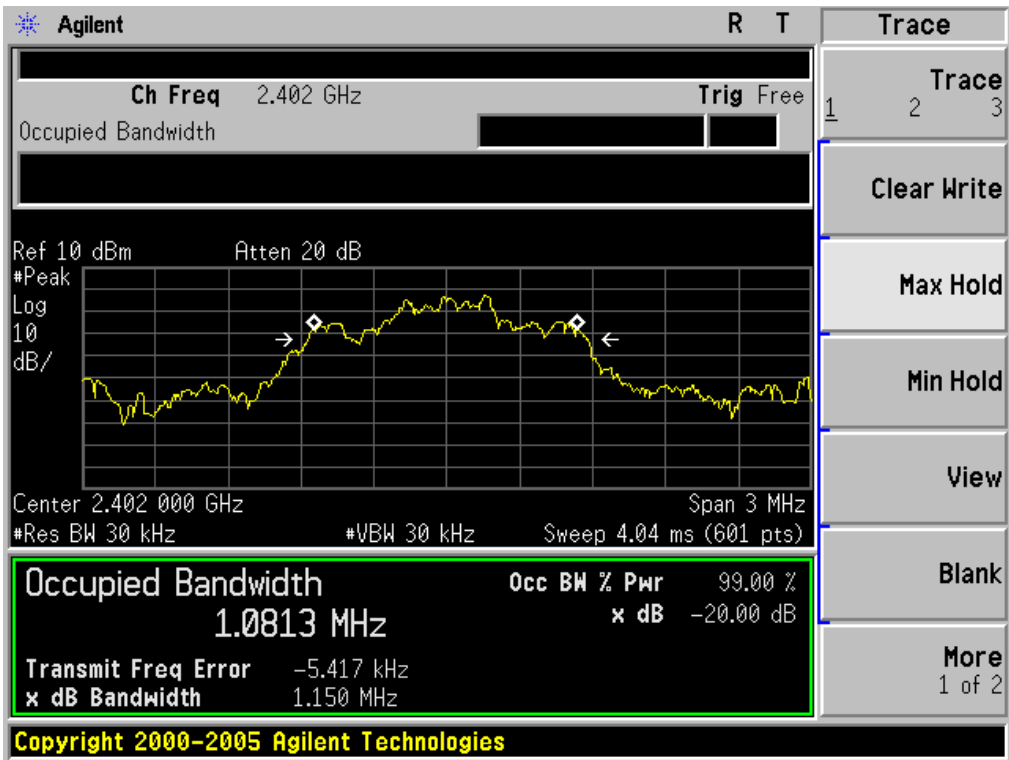 Agilent R T Trace
Trace
Ch Freq 2.402 GHz Trig Free
1 2 3
Occupied Bandwidth
Clear Write
Ref 10 dBm Atten 20 dB
#Peak
Log
10
dB/
Max Hold
Min Hold
View
Center 2.402 000 GHz Span 3 MHz
#Res BW 30 kHz #VBW 30 kHz Sweep 4.04 ms (601 pts)
Occupied Bandwidth Occ BW % Pwr 99.00 %
1.0813 MHz x dB -20.00 dB
Blank
Transmit Freq Error -5.417 kHz
x dB Bandwidth 1.150 MHz
More
1 of 2
Copyright 2000-2005 Agilent Technologies